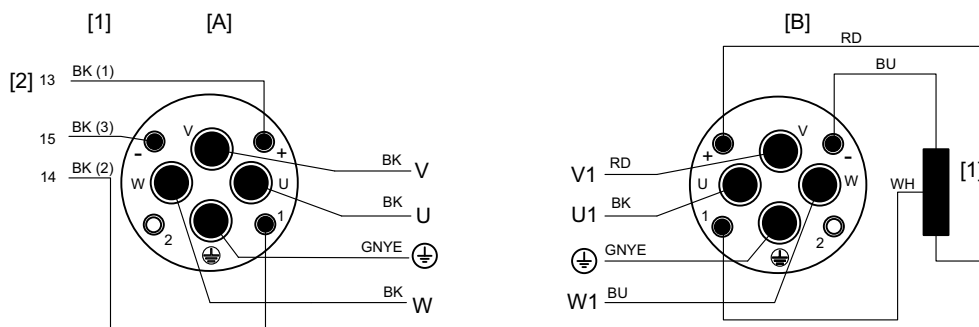 [1] [A] [B]
RD
[2] 13 BK (1)
BU
15 BK (3)
V
V
-
+
+
-
14 BK (2)
BK V
V1 RD
W
U
U
W
WH
[1]
BK U
U1 BK
1
1
2
2
GNYE
GNYE
BK W
W1 BU